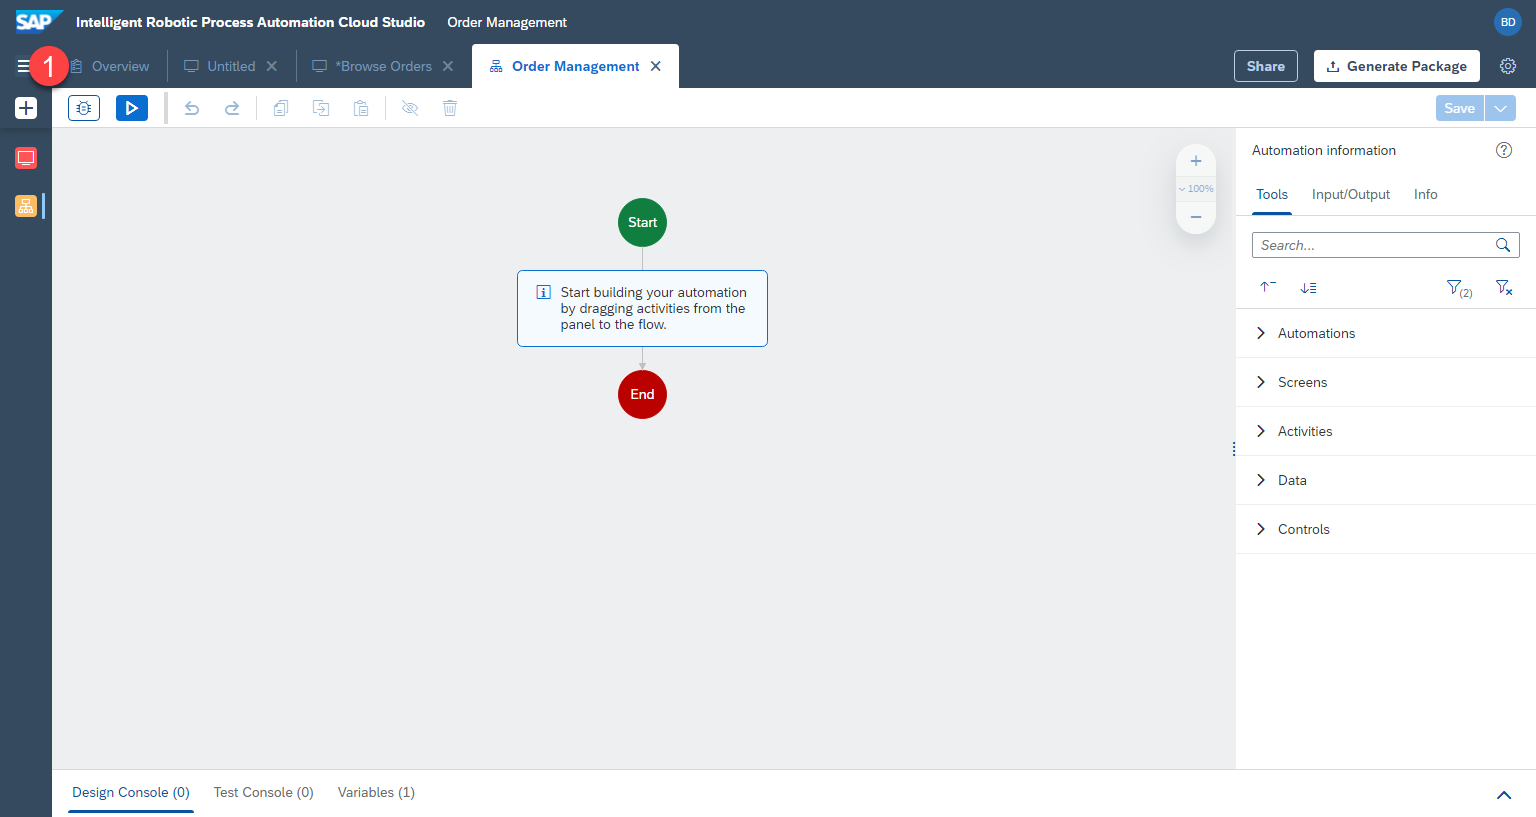 SAP Intelligent Robotic Process Automation Cloud Studio Order Management BD
1 Overview Untitled *Browse Orders Order Management Share Generate Package
Save
Start
Start building your automation
by dragging activities from the
panel to the flow.
End
100%
Automation information
Tools Input/Output Info
Search...
(2)
Automations
Screens
Activities
Data
Controls
Design Console (0) Test Console (0) Variables (1)